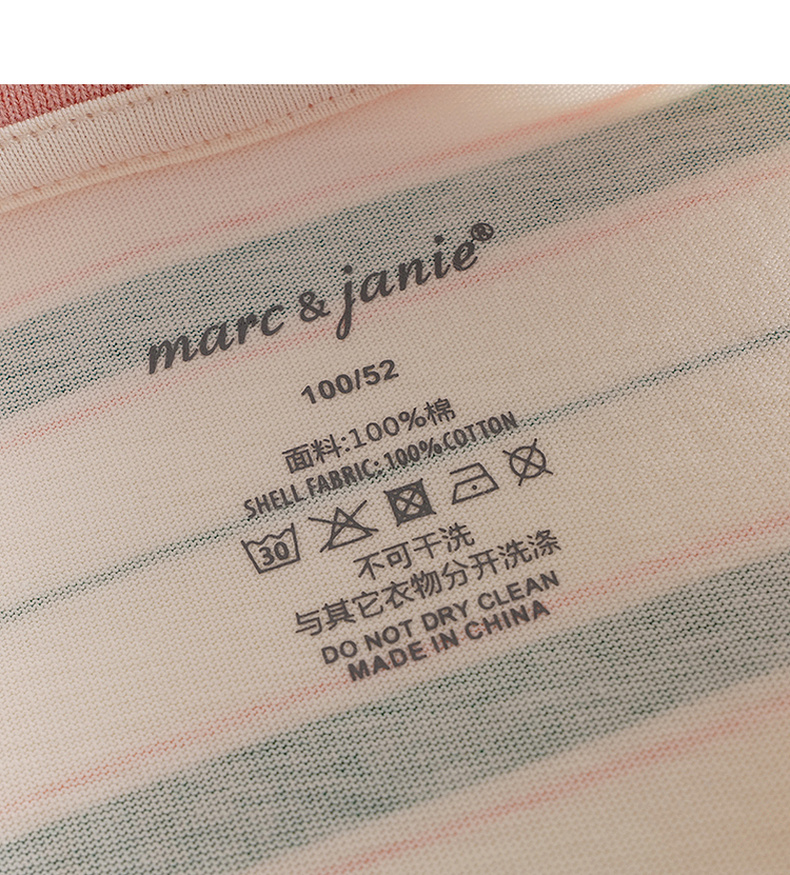 marc & janie®
100/52
面料:100%棉
SHELL FABRIC:100%COTTON
30
不可干洗
与其它衣物分开洗涤
DO NOT DRY CLEAN
MADE IN CHINA